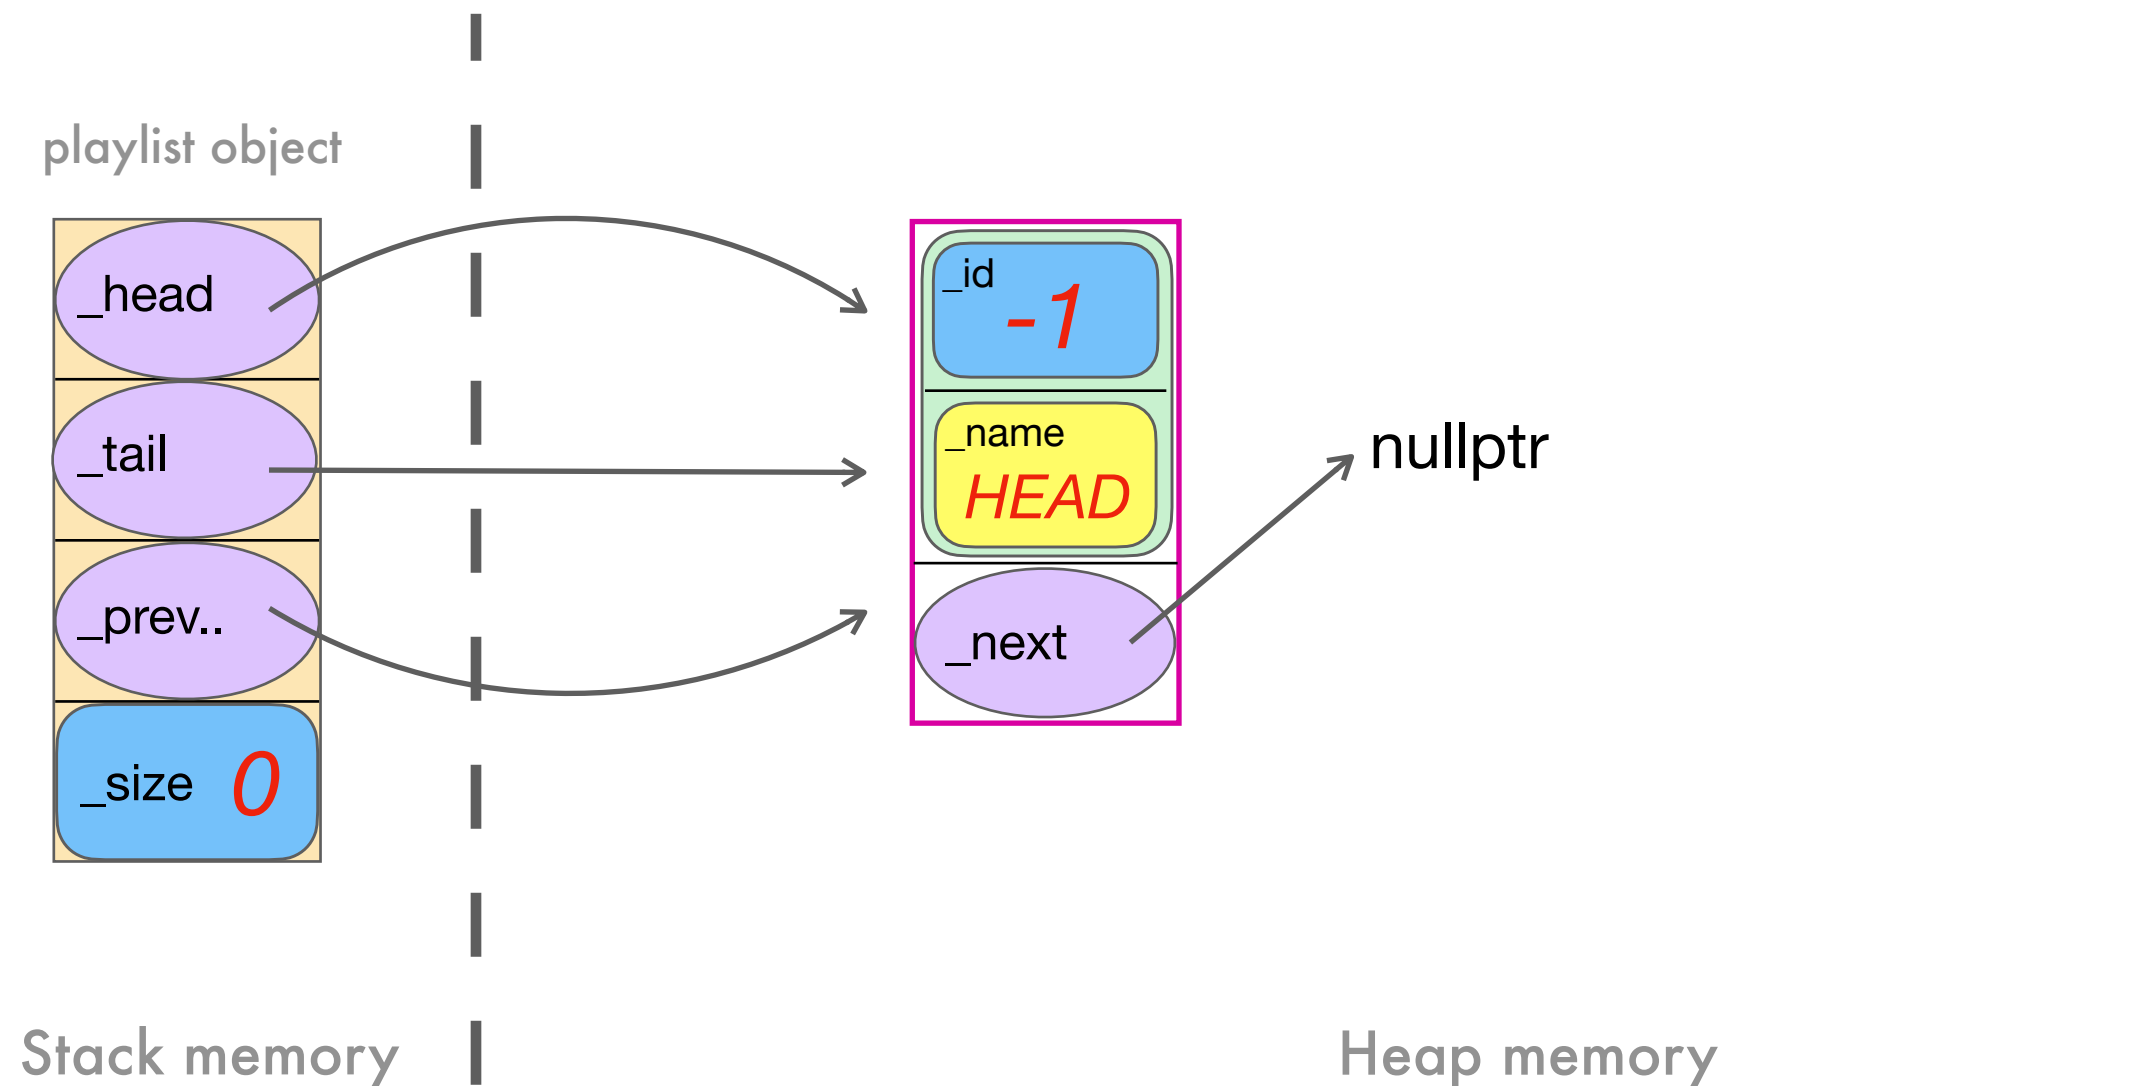 playlist object
_head
_tail
_prev..
_size 0
_id
-1
_name
HEAD
_next
nullptr
Stack memory
Heap memory